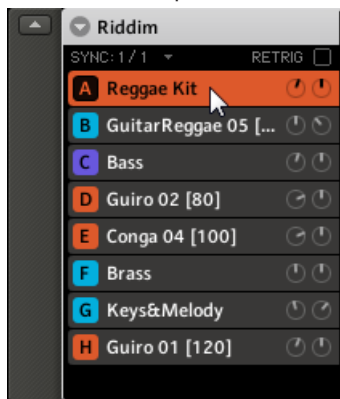 Riddim
SYNC: 1 / 1 RETRIG
A Reggae Kit
B GuitarReggae 05 [...
C Bass
D Guiro 02 [80]
E Conga 04 [100]
F Brass
G Keys&Melody
H Guiro 01 [120]